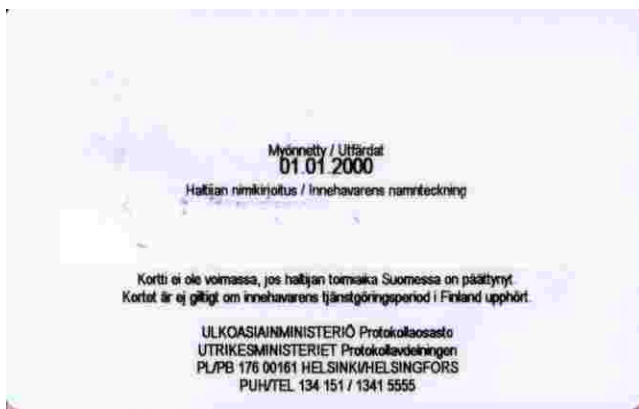 Myönnetty / Utfärdat
01.01.2000
Haltijan nimikirjoitus / Innehavarens namnteckning
Kortti ei ole voimassa, jos haltijan toimiaika Suomessa on päättynyt.
Kortet är ej giltigt om innehavarens tjänstgöringsperiod i Finland upphört.
ULKOASIAINMINISTERIÖ Protokollaosasto
UTRIKESMINISTERIET Protokollavdelningen
PL/PB 176 00161 HELSINKI/HELSINGFORS
PUH/TEL 134 151 / 1341 5555